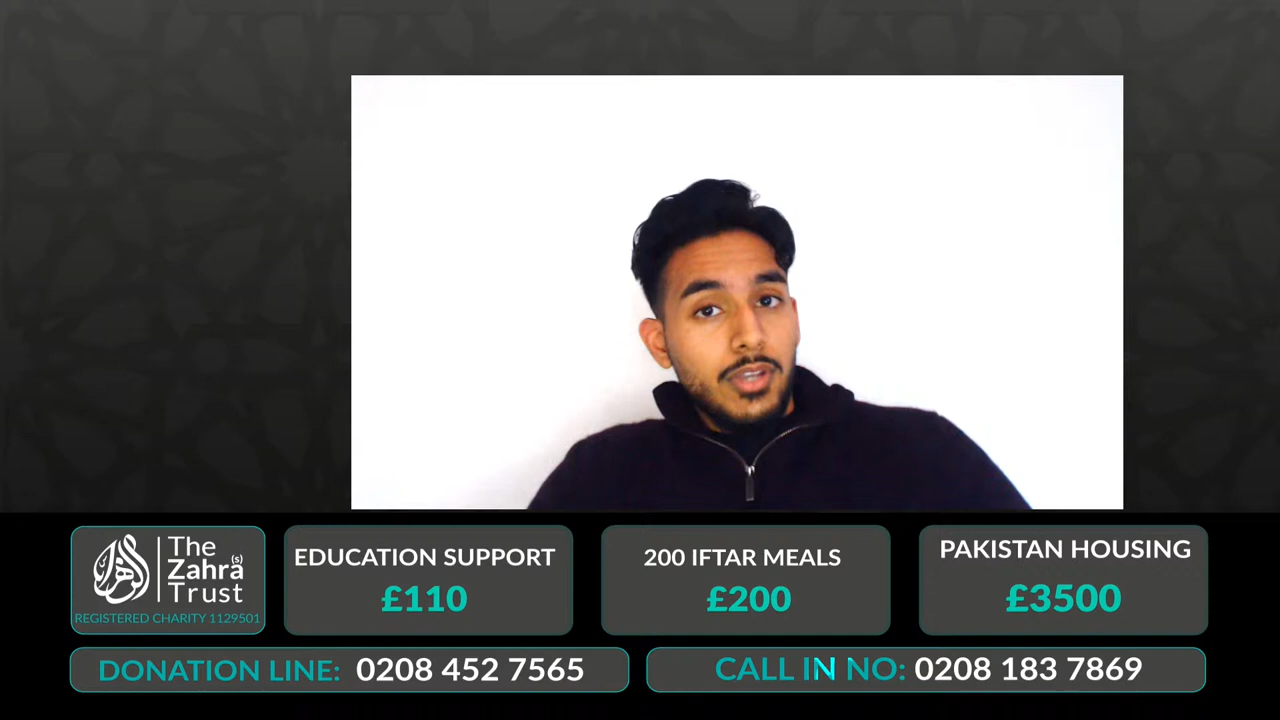 The
Zahra (s)
Trust
REGISTERED CHARITY 1129501
EDUCATION SUPPORT
£110
200 IFTAR MEALS
£200
PAKISTAN HOUSING
£3500
DONATION LINE: 0208 452 7565
CALL IN NO: 0208 183 7869